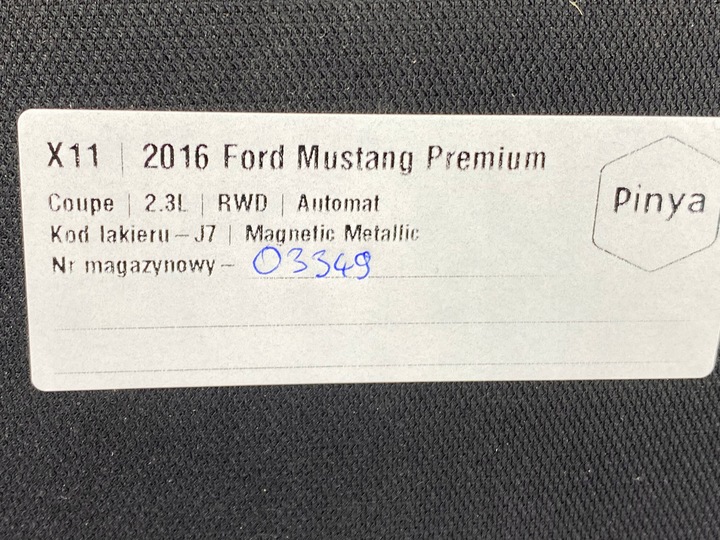 X11 | 2016 Ford Mustang Premium
Pinya
Coupe | 2.3L | RWD | Automat
Kod lakieru – J7 | Magnetic Metallic
Nr magazynowy – 03349